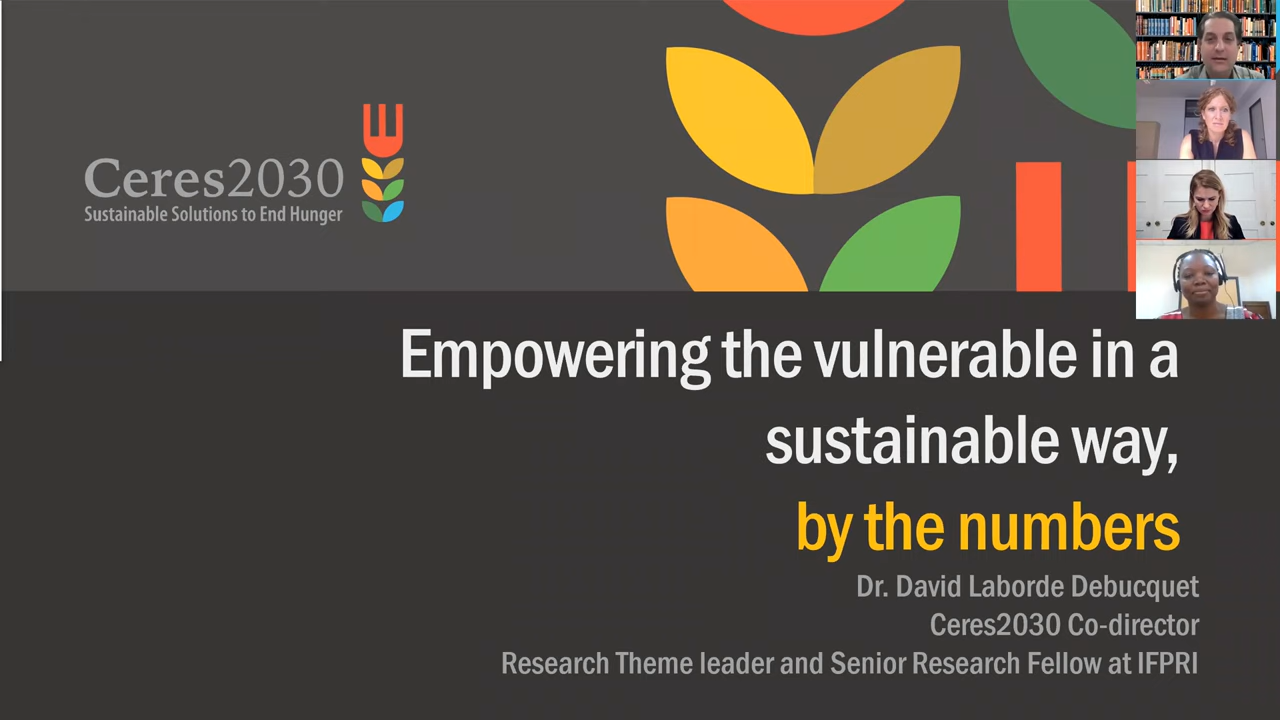 Ceres2030
Sustainable Solutions to End Hunger
Empowering the vulnerable in a
sustainable way,
by the numbers
Dr. David Laborde Debucquet
Ceres2030 Co-director
Research Theme leader and Senior Research Fellow at IFPRI